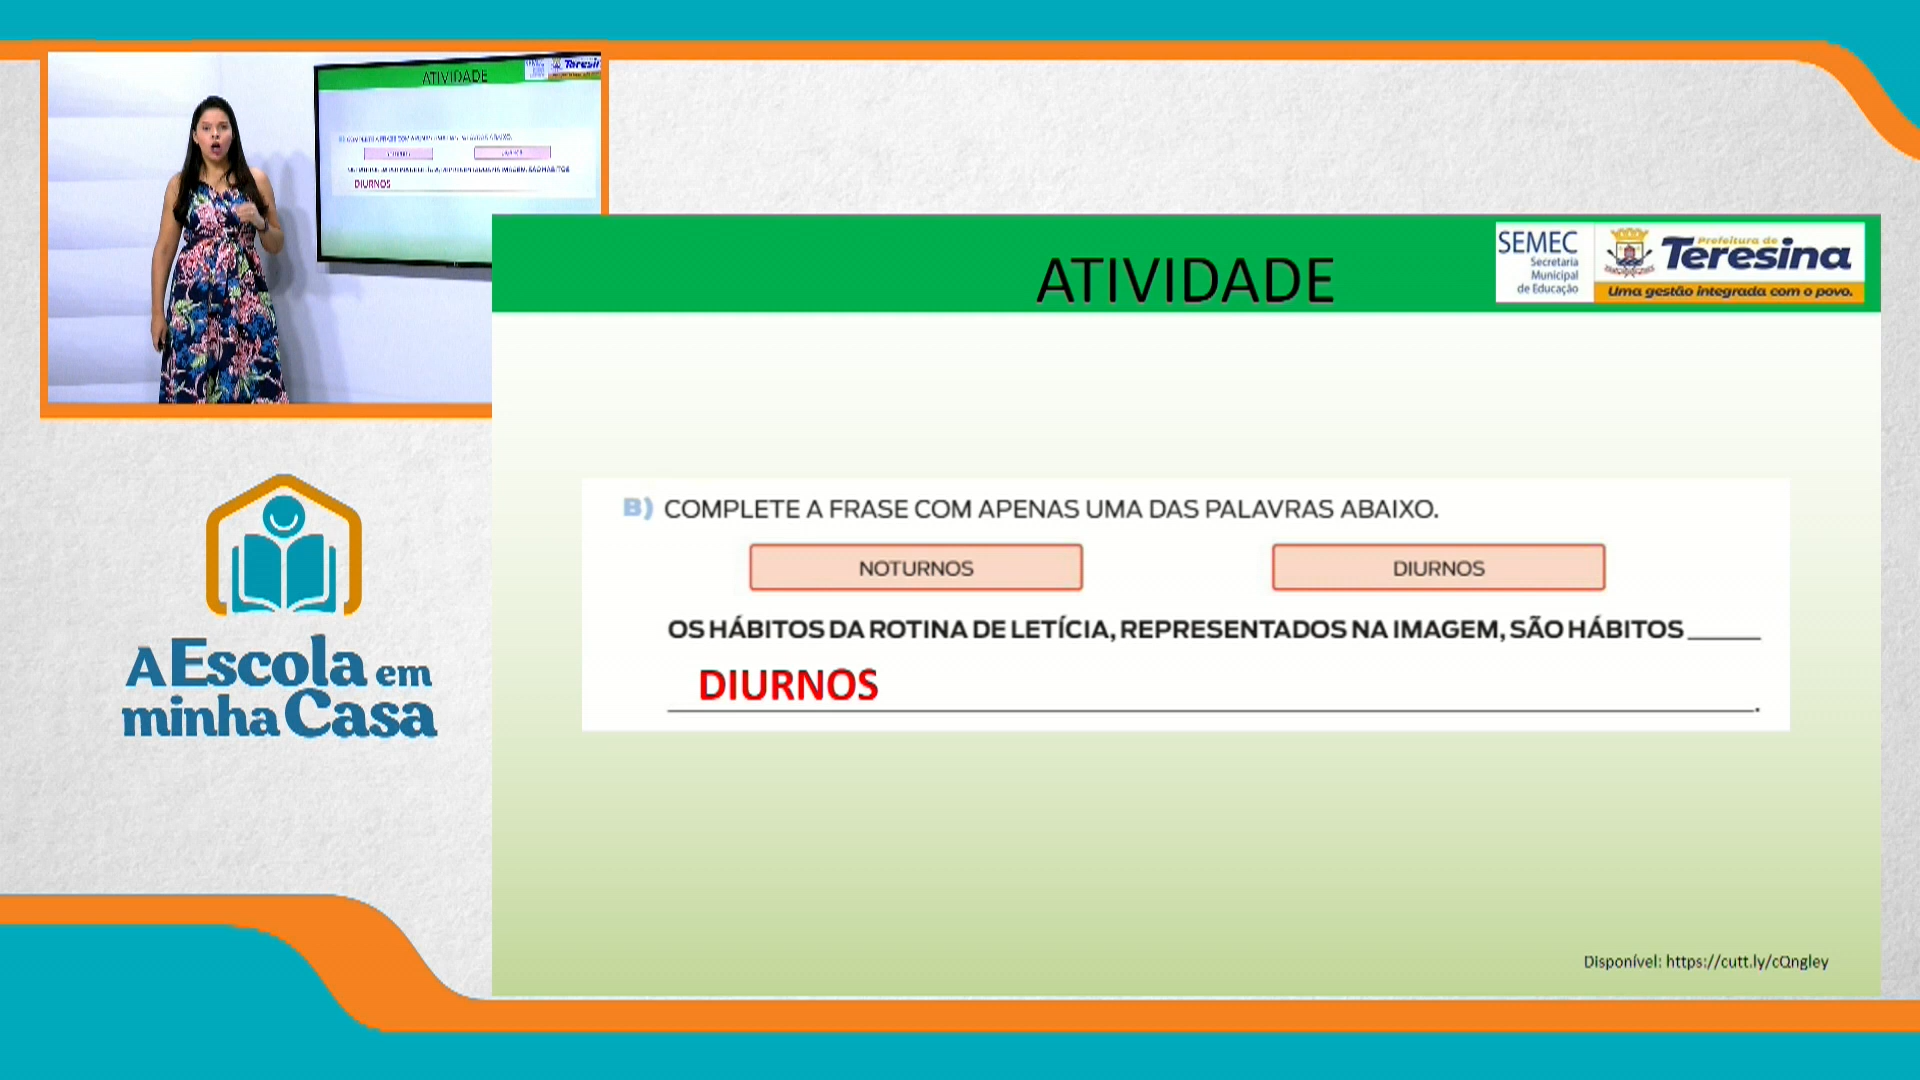 ATIVIDADE
Teresin
DIURNOS
ATIVIDADE
SEMEC
Secretaria
Municipal
de Educação
Prefeitura de
Teresina
Uma gestão integrada com o povo.
B) COMPLETE A FRASE COM APENAS UMA DAS PALAVRAS ABAIXO.
NOTURNOS
DIURNOS
OS HÁBITOS DA ROTINA DE LETÍCIA, REPRESENTADOS NA IMAGEM, SÃO HÁBITOS ______
DIURNOS
.
A Escola em
minha Casa
Disponível: https://cutt.ly/cQngley